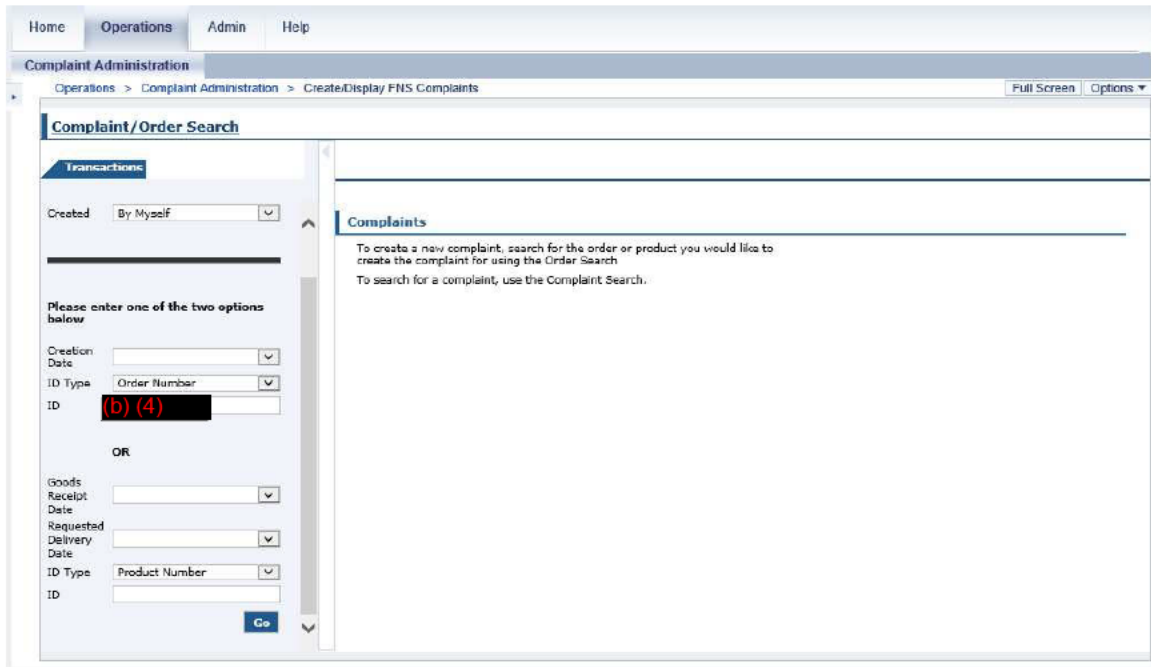 Home Operations Admin Help
Complaint Administration
Operations > Complaint Administration > Create/Display FNS Complaints Full Screen Options
Complaint/Order Search
Transactions
Created By Myself
Please enter one of the two options
below
Creation
Date
ID Type Order Number
ID (b) (4)
OR
Goods
Receipt
Date
Requested
Delivery
Date
ID Type Product Number
ID
Go
Complaints
To create a new complaint, search for the order or product you would like to
create the complaint for using the Order Search
To search for a complaint, use the Complaint Search.